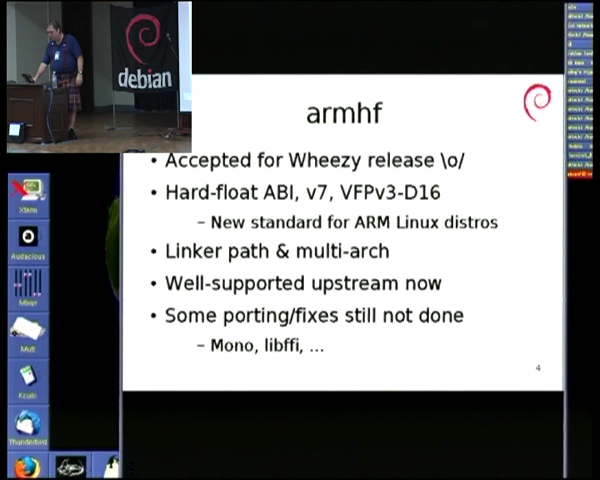 debian
armhf
• Accepted for Wheezy release \o/
• Hard-float ABI, v7, VFPv3-D16
– New standard for ARM Linux distros
• Linker path & multi-arch
• Well-supported upstream now
• Some porting/fixes still not done
– Mono, libffi, ...
4
Xterm
Audacious
Mixer
Mutt
Kcalc
Thunderbird